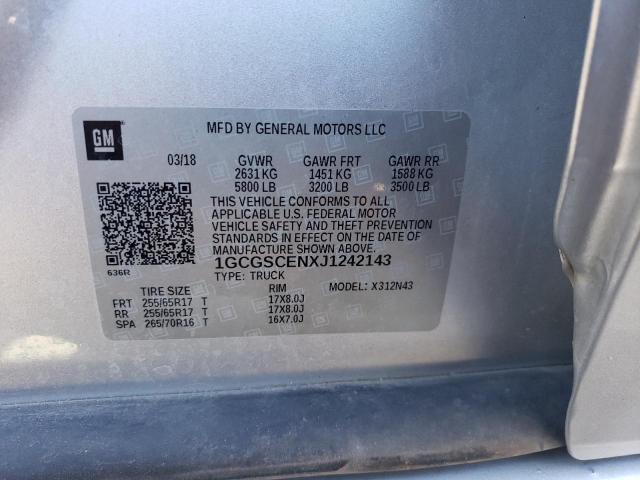 GM
MFD BY GENERAL MOTORS LLC
03/18 GVWR GAWR FRT GAWR RR
2631 KG 1451 KG 1588 KG
5800 LB 3200 LB 3500 LB
THIS VEHICLE CONFORMS TO ALL
APPLICABLE U.S. FEDERAL MOTOR
VEHICLE SAFETY AND THEFT PREVENTION
STANDARDS IN EFFECT ON THE DATE OF
MANUFACTURE SHOWN ABOVE.
636R
1GCGSCENXJ1242143
TYPE: TRUCK MODEL: X312N43
TIRE SIZE RIM
FRT 255/65R17 T 17X8.0J
RR 255/65R17 T 17X8.0J
SPA 265/70R16 T 16X7.0J